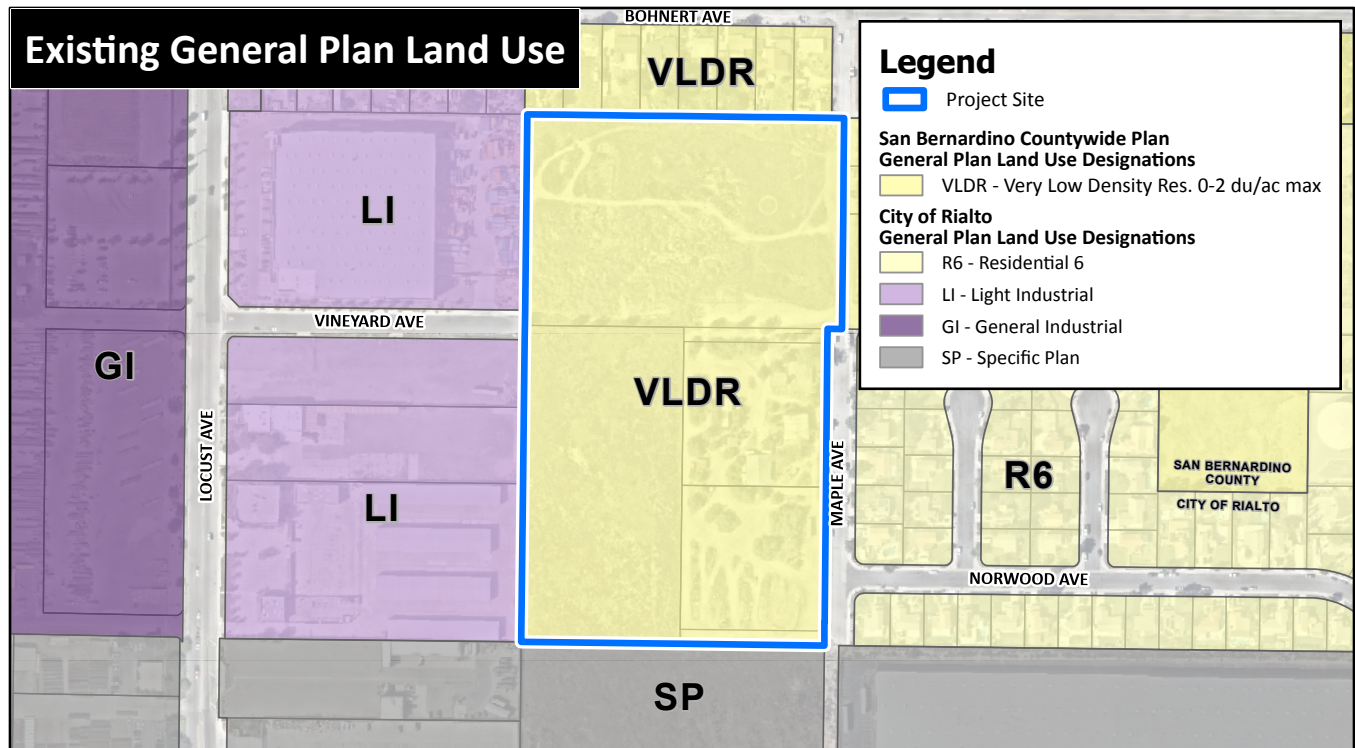 BOHNERT AVE
Existing General Plan Land Use
VLDR
Legend
Project Site
San Bernardino Countywide Plan
General Plan Land Use Designations
VLDR - Very Low Density Res. 0-2 du/ac max
City of Rialto
General Plan Land Use Designations
R6 - Residential 6
LI - Light Industrial
GI - General Industrial
SP - Specific Plan
LI
VINEYARD AVE
GI
VLDR
LOCUST AVE
MAPLE AVE
R6
SAN BERNARDINO
COUNTY
CITY OF RIALTO
LI
NORWOOD AVE
SP